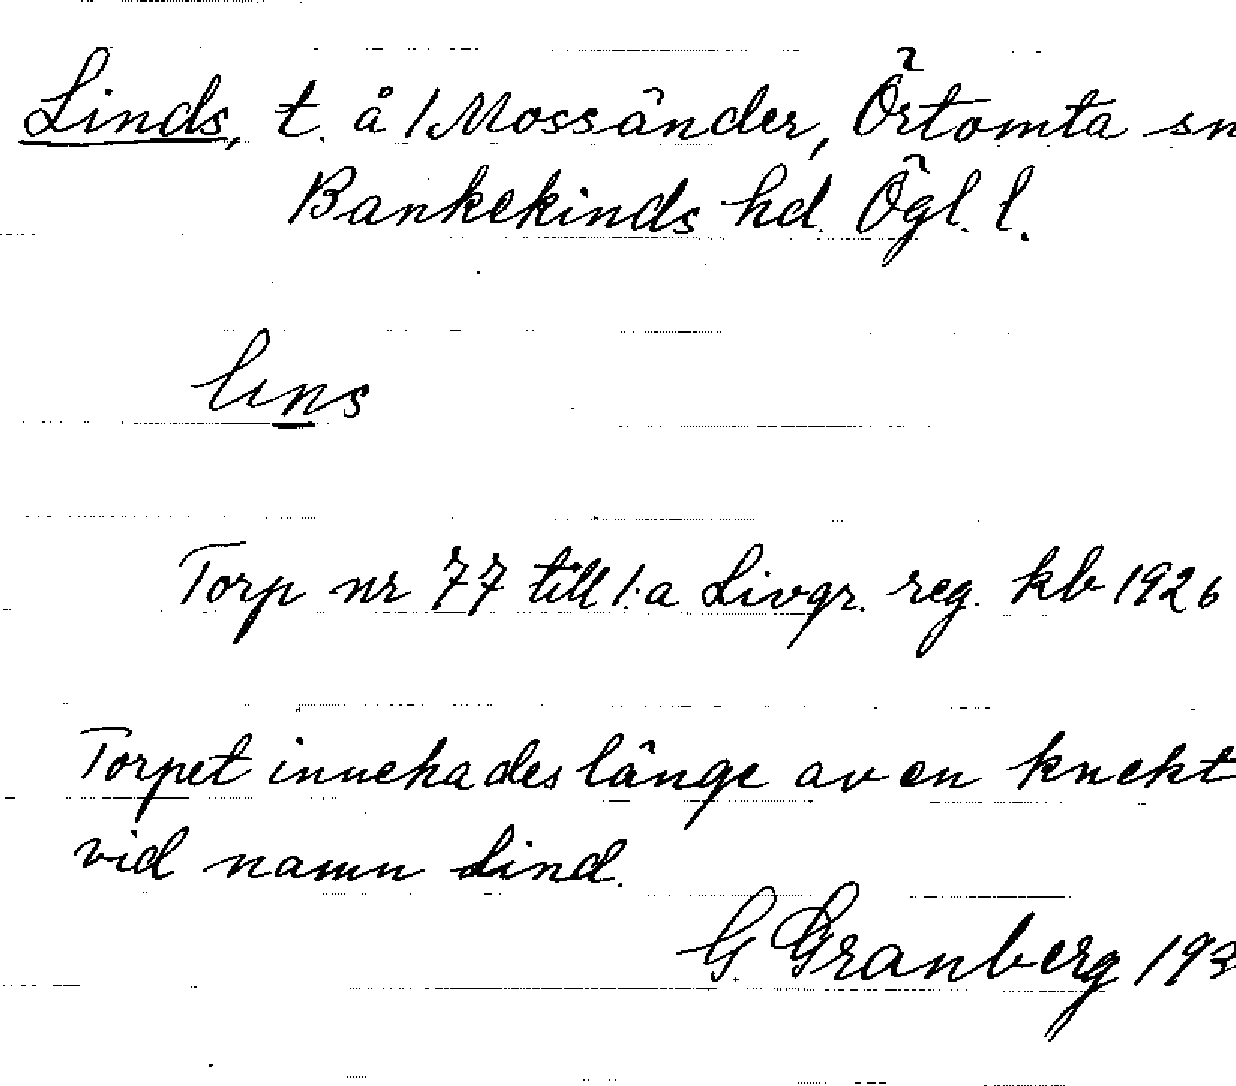 Linds, t. å 1 Mossänder, Örtomta sn
Bankekinds hd. Ögl. l.
lins
Torp nr 77 till 1.a Livgr. reg. kb 1926
Torpet innehades länge av en knekt
vid namn Lind.
G. Granberg 193